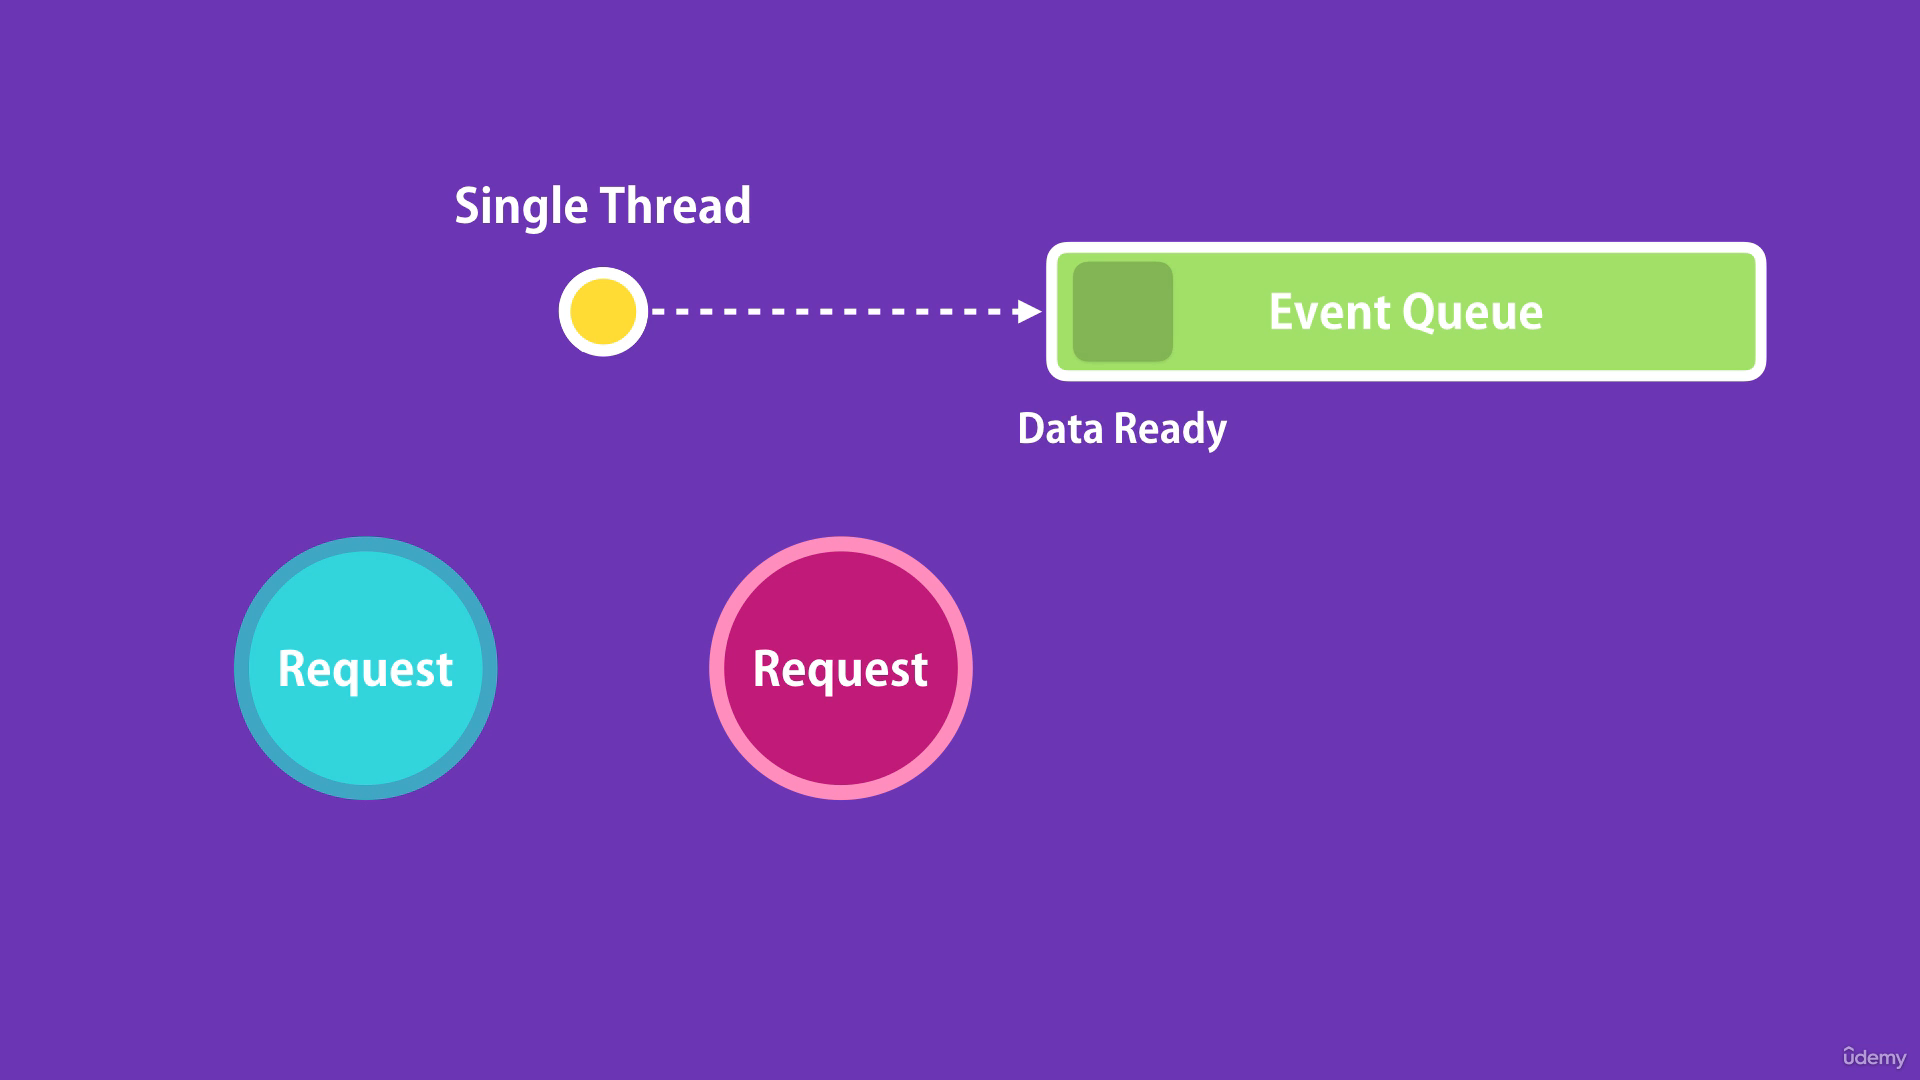 Single Thread
Event Queue
Data Ready
Request
Request
udemy